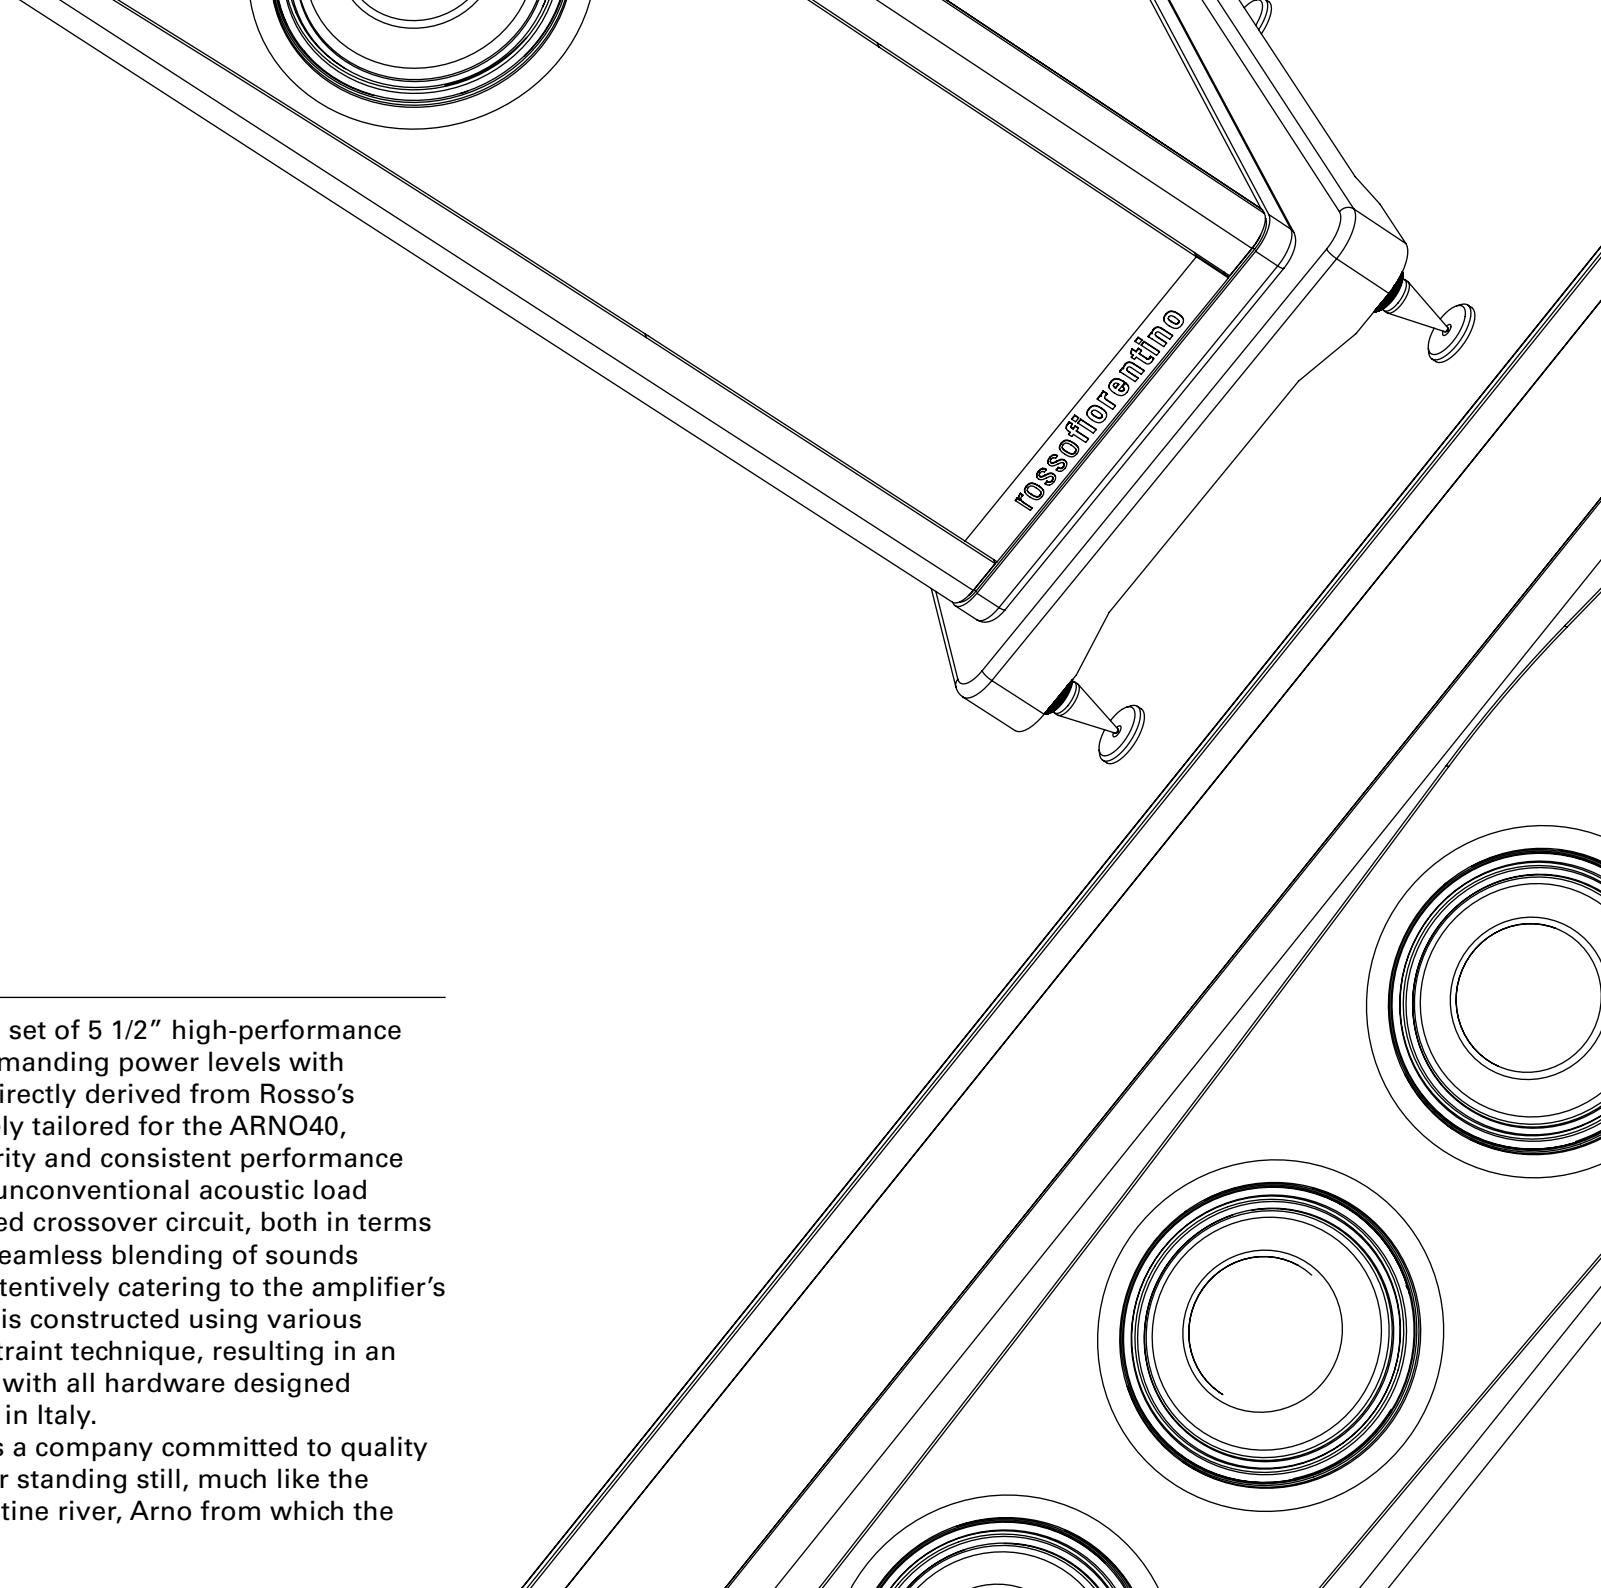 rossofiorentino
set of 5 1/2” high-performance
manding power levels with
irectly derived from Rosso’s
ly tailored for the ARNO40,
rity and consistent performance
unconventional acoustic load
ed crossover circuit, both in terms
eamless blending of sounds
tentively catering to the amplifier’s
is constructed using various
traint technique, resulting in an
with all hardware designed
in Italy.
s a company committed to quality
r standing still, much like the
tine river, Arno from which the